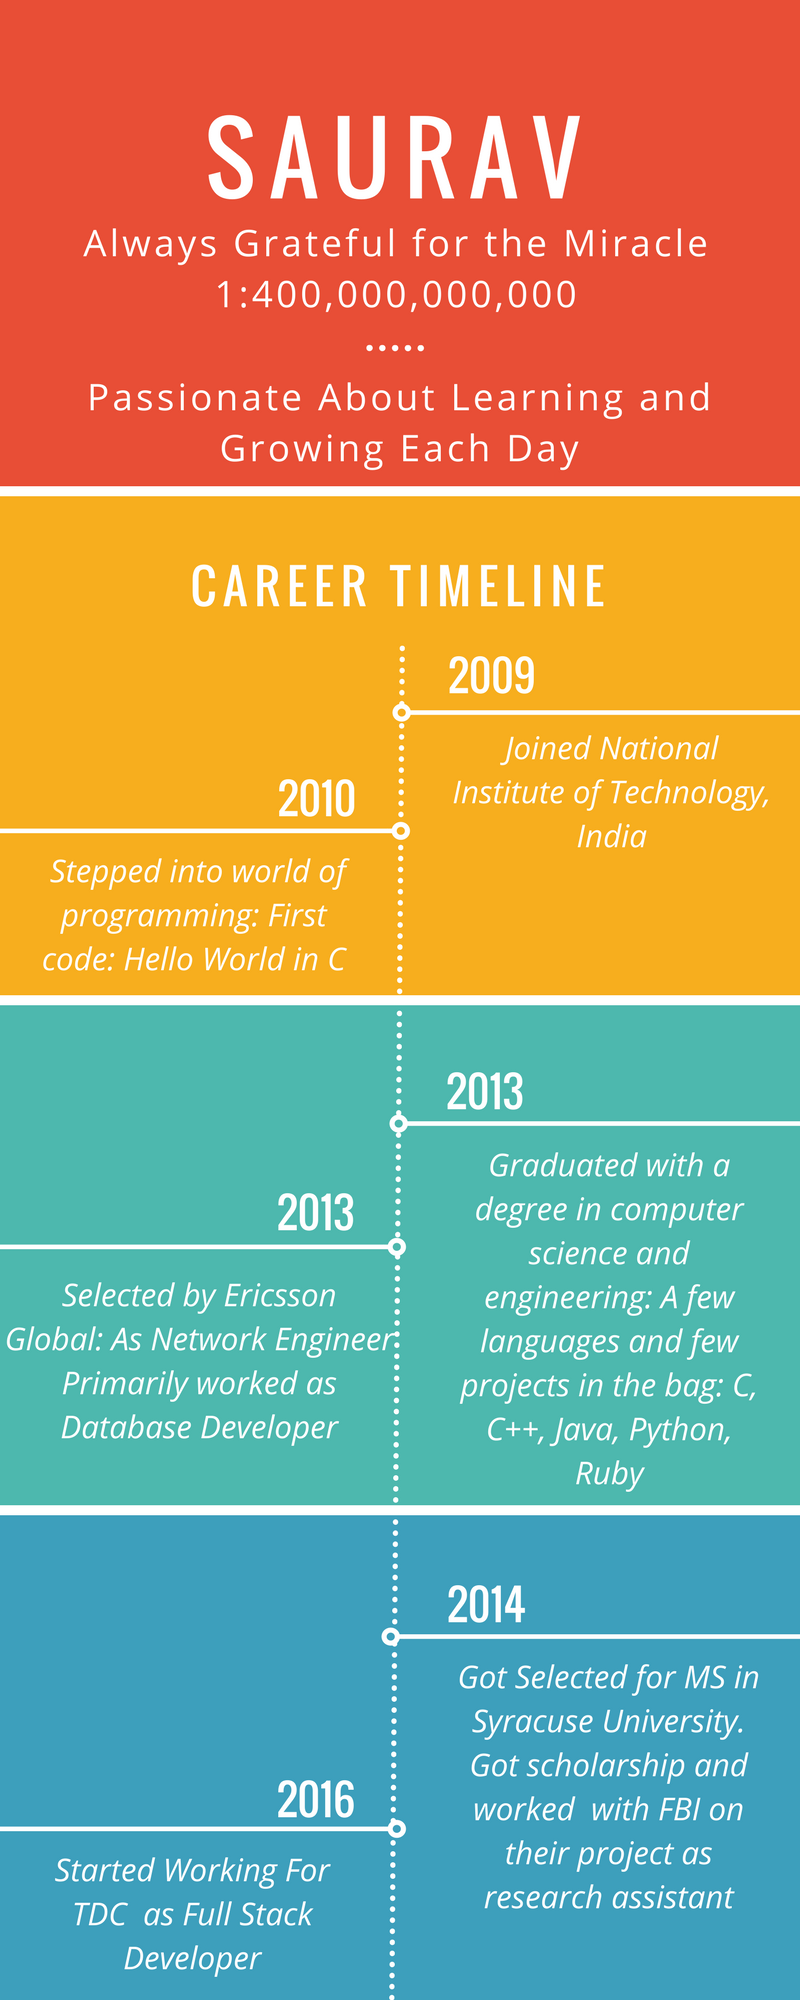 SAURAV
Always Grateful for the Miracle
1:400,000,000,000
•••••
Passionate About Learning and
Growing Each Day
CAREER TIMELINE
2009
Joined National
Institute of Technology,
India
2010
Stepped into world of
programming: First
code: Hello World in C
2013
Graduated with a
degree in computer
science and
engineering: A few
languages and few
projects in the bag: C,
C++, Java, Python,
Ruby
2013
Selected by Ericsson
Global: As Network Engineer
Primarily worked as
Database Developer
2014
Got Selected for MS in
Syracuse University.
Got scholarship and
worked  with FBI on
their project as
research assistant
2016
Started Working For
TDC  as Full Stack
Developer